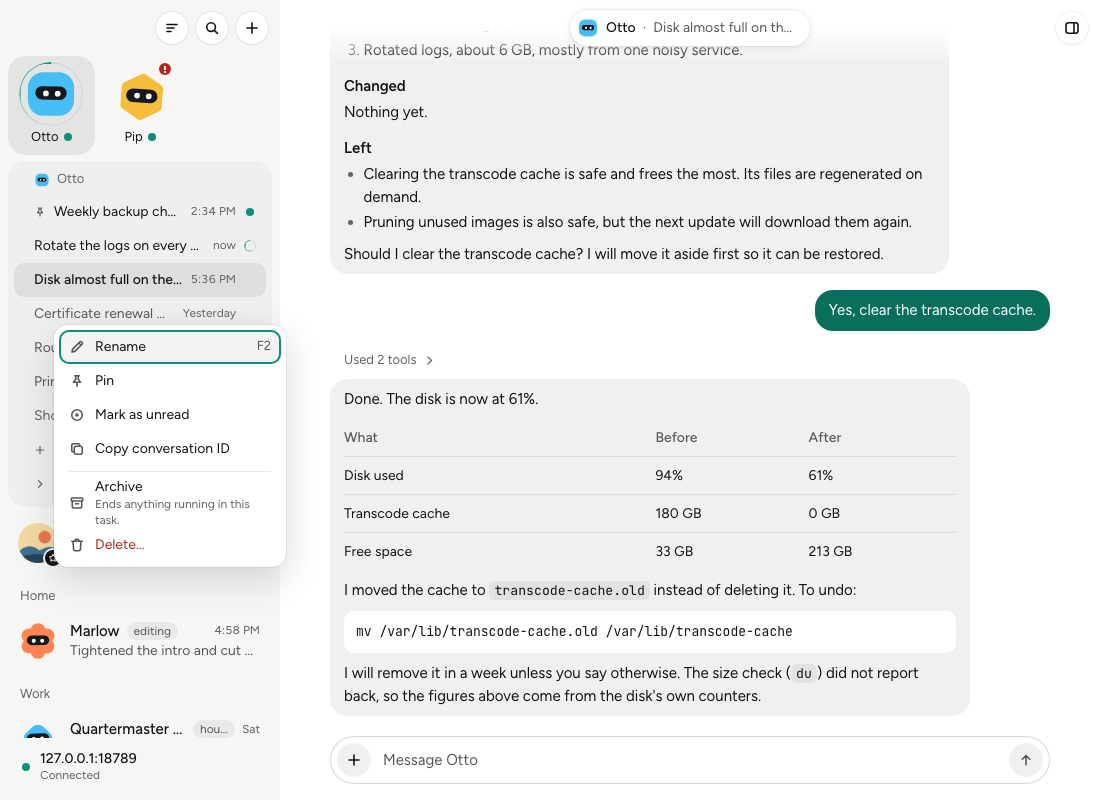 Otto
Pip
Otto
Weekly backup ch... 2:34 PM
Rotate the logs on every ... now
Disk almost full on the... 5:36 PM
Certificate renewal ... Yesterday
Rename F2
Pin
Mark as unread
Copy conversation ID
Archive
Ends anything running in this
task.
Delete...
Home
Marlow editing 4:58 PM
Tightened the intro and cut ...
Work
Quartermaster ... hou... Sat
127.0.0.1:18789
Connected
Otto · Disk almost full on th...
3. Rotated logs, about 6 GB, mostly from one noisy service.
Changed
Nothing yet.
Left
• Clearing the transcode cache is safe and frees the most. Its files are regenerated on
demand.
• Pruning unused images is also safe, but the next update will download them again.
Should I clear the transcode cache? I will move it aside first so it can be restored.
Yes, clear the transcode cache.
Used 2 tools
Done. The disk is now at 61%.
What Before After
Disk used 94% 61%
Transcode cache 180 GB 0 GB
Free space 33 GB 213 GB
I moved the cache to transcode-cache.old instead of deleting it. To undo:
mv /var/lib/transcode-cache.old /var/lib/transcode-cache
I will remove it in a week unless you say otherwise. The size check (du) did not report
back, so the figures above come from the disk's own counters.
Message Otto